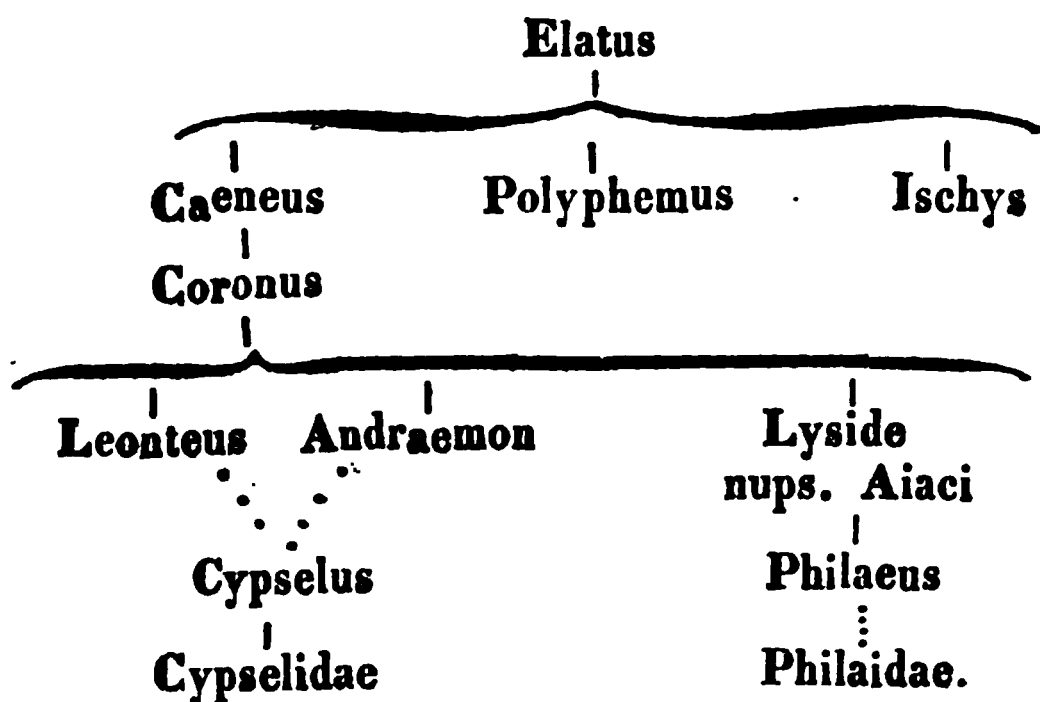 Elatus
Caeneus Polyphemus Ischys
Coronus
Leonteus Andraemon Lyside
nups. Aiaci
Cypselus Philaeus
Cypselidae Philaidae.